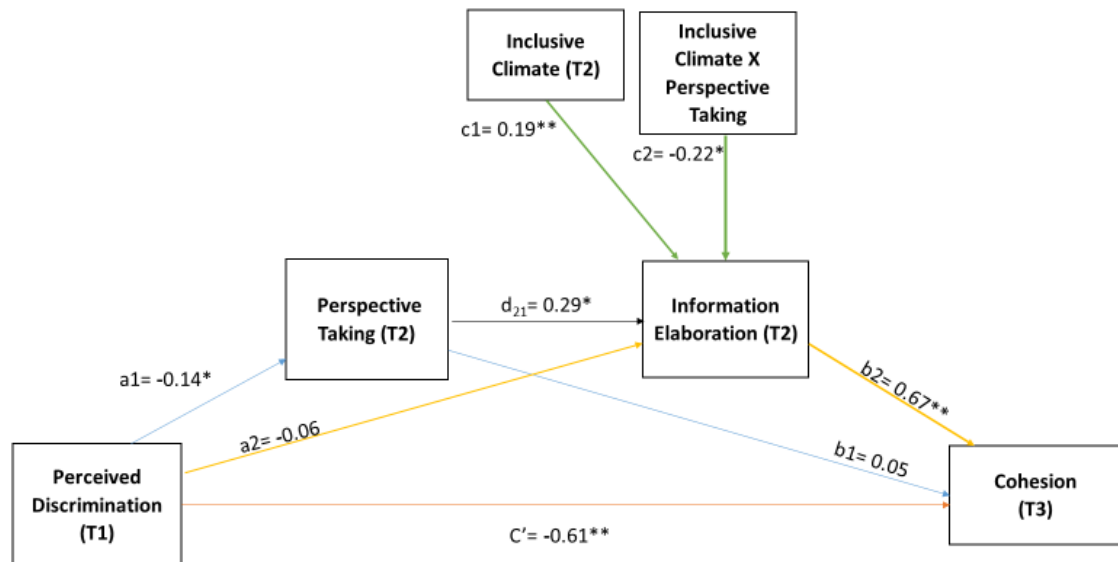 Inclusive
Climate (T2)
Inclusive
Climate X
Perspective
Taking
c1= 0.19**
c2= -0.22*
Perspective
Taking (T2)
d21= 0.29*
Information
Elaboration (T2)
a1= -0.14*
a2= -0.06
b2= 0.67**
b1= 0.05
Perceived
Discrimination
(T1)
Cohesion
(T3)
C’= -0.61**